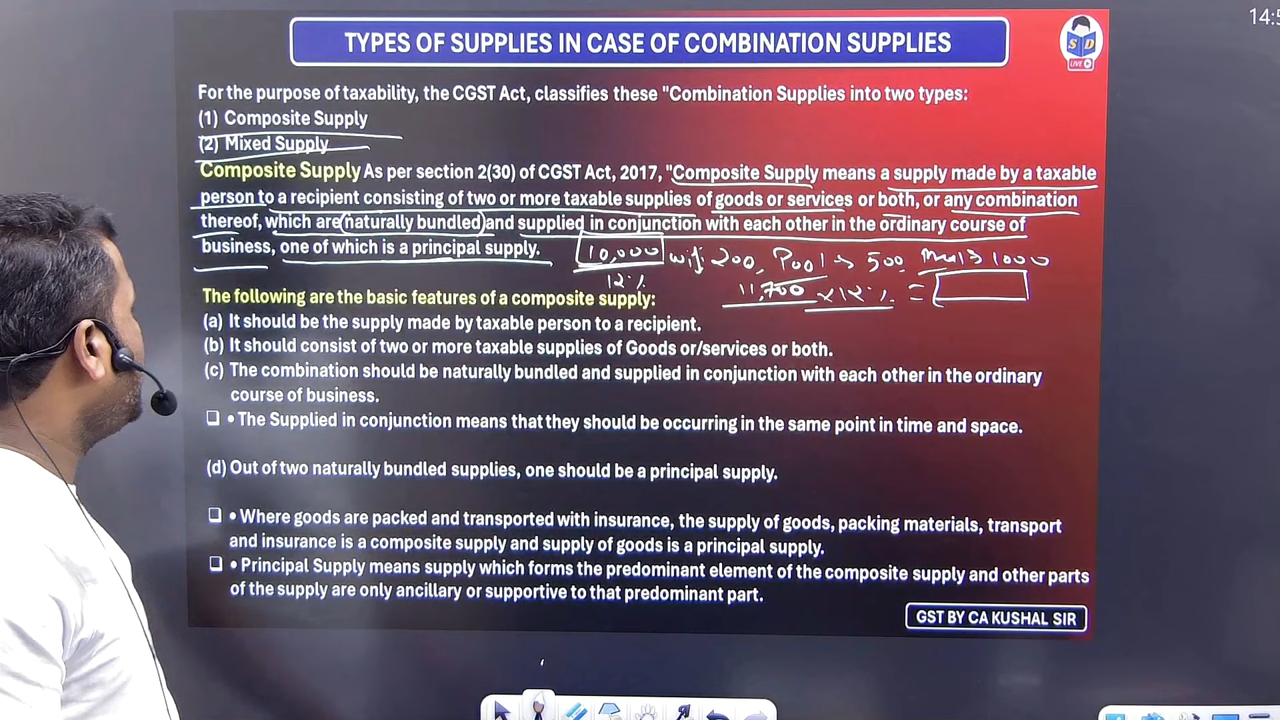 14:5
TYPES OF SUPPLIES IN CASE OF COMBINATION SUPPLIES
S D
LIVE
For the purpose of taxability, the CGST Act, classifies these "Combination Supplies into two types:
(1) Composite Supply
(2) Mixed Supply
Composite Supply As per section 2(30) of CGST Act, 2017, "Composite Supply means a supply made by a taxable
person to a recipient consisting of two or more taxable supplies of goods or services or both, or any combination
thereof, which are naturally bundled and supplied in conjunction with each other in the ordinary course of
business, one of which is a principal supply.
10,000 wifi 200, Pool → 500, Meal → 1000
12% 11,700 x 12% =
The following are the basic features of a composite supply:
(a) It should be the supply made by taxable person to a recipient.
(b) It should consist of two or more taxable supplies of Goods or/services or both.
(c) The combination should be naturally bundled and supplied in conjunction with each other in the ordinary
course of business.
❑ • The Supplied in conjunction means that they should be occurring in the same point in time and space.
(d) Out of two naturally bundled supplies, one should be a principal supply.
❑ • Where goods are packed and transported with insurance, the supply of goods, packing materials, transport
and insurance is a composite supply and supply of goods is a principal supply.
❑ • Principal Supply means supply which forms the predominant element of the composite supply and other parts
of the supply are only ancillary or supportive to that predominant part.
GST BY CA KUSHAL SIR